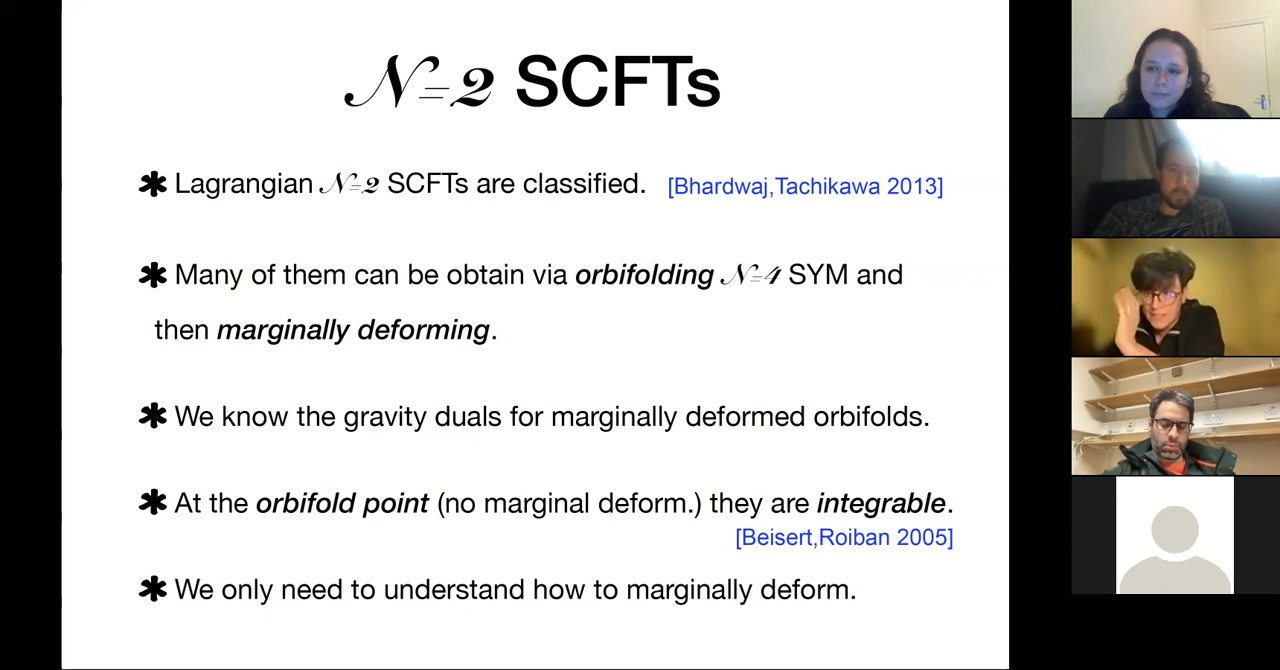 𝒩=2 SCFTs
✱ Lagrangian 𝒩=2 SCFTs are classified. [Bhardwaj,Tachikawa 2013]
✱ Many of them can be obtain via orbifolding 𝒩=4 SYM and
then marginally deforming.
✱ We know the gravity duals for marginally deformed orbifolds.
✱ At the orbifold point (no marginal deform.) they are integrable.
[Beisert,Roiban 2005]
✱ We only need to understand how to marginally deform.